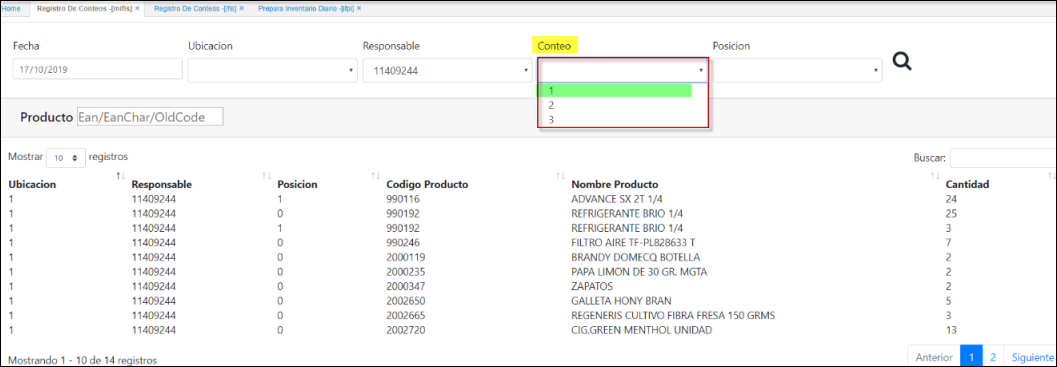 Home Registro De Conteos -[mifis] × Registro De Conteos -[ifis] × Prepara Inventario Diario -[ifpi] ×
Fecha Ubicacion Responsable Conteo Posicion
17/10/2019 11409244
1
2
3
Producto Ean/EanChar/OldCode
Mostrar 10 registros Buscar:
Ubicacion Responsable Posicion Codigo Producto Nombre Producto Cantidad
1 11409244 1 990116 ADVANCE SX 2T 1/4 24
1 11409244 0 990192 REFRIGERANTE BRIO 1/4 25
1 11409244 1 990192 REFRIGERANTE BRIO 1/4 3
1 11409244 0 990246 FILTRO AIRE TF-PL828633 T 7
1 11409244 0 2000119 BRANDY DOMECQ BOTELLA 2
1 11409244 0 2000235 PAPA LIMON DE 30 GR. MGTA 2
1 11409244 0 2000347 ZAPATOS 2
1 11409244 0 2002650 GALLETA HONY BRAN 5
1 11409244 0 2002665 REGENERIS CULTIVO FIBRA FRESA 150 GRMS 3
1 11409244 0 2002720 CIG.GREEN MENTHOL UNIDAD 13
Mostrando 1 - 10 de 14 registros Anterior 1 2 Siguiente